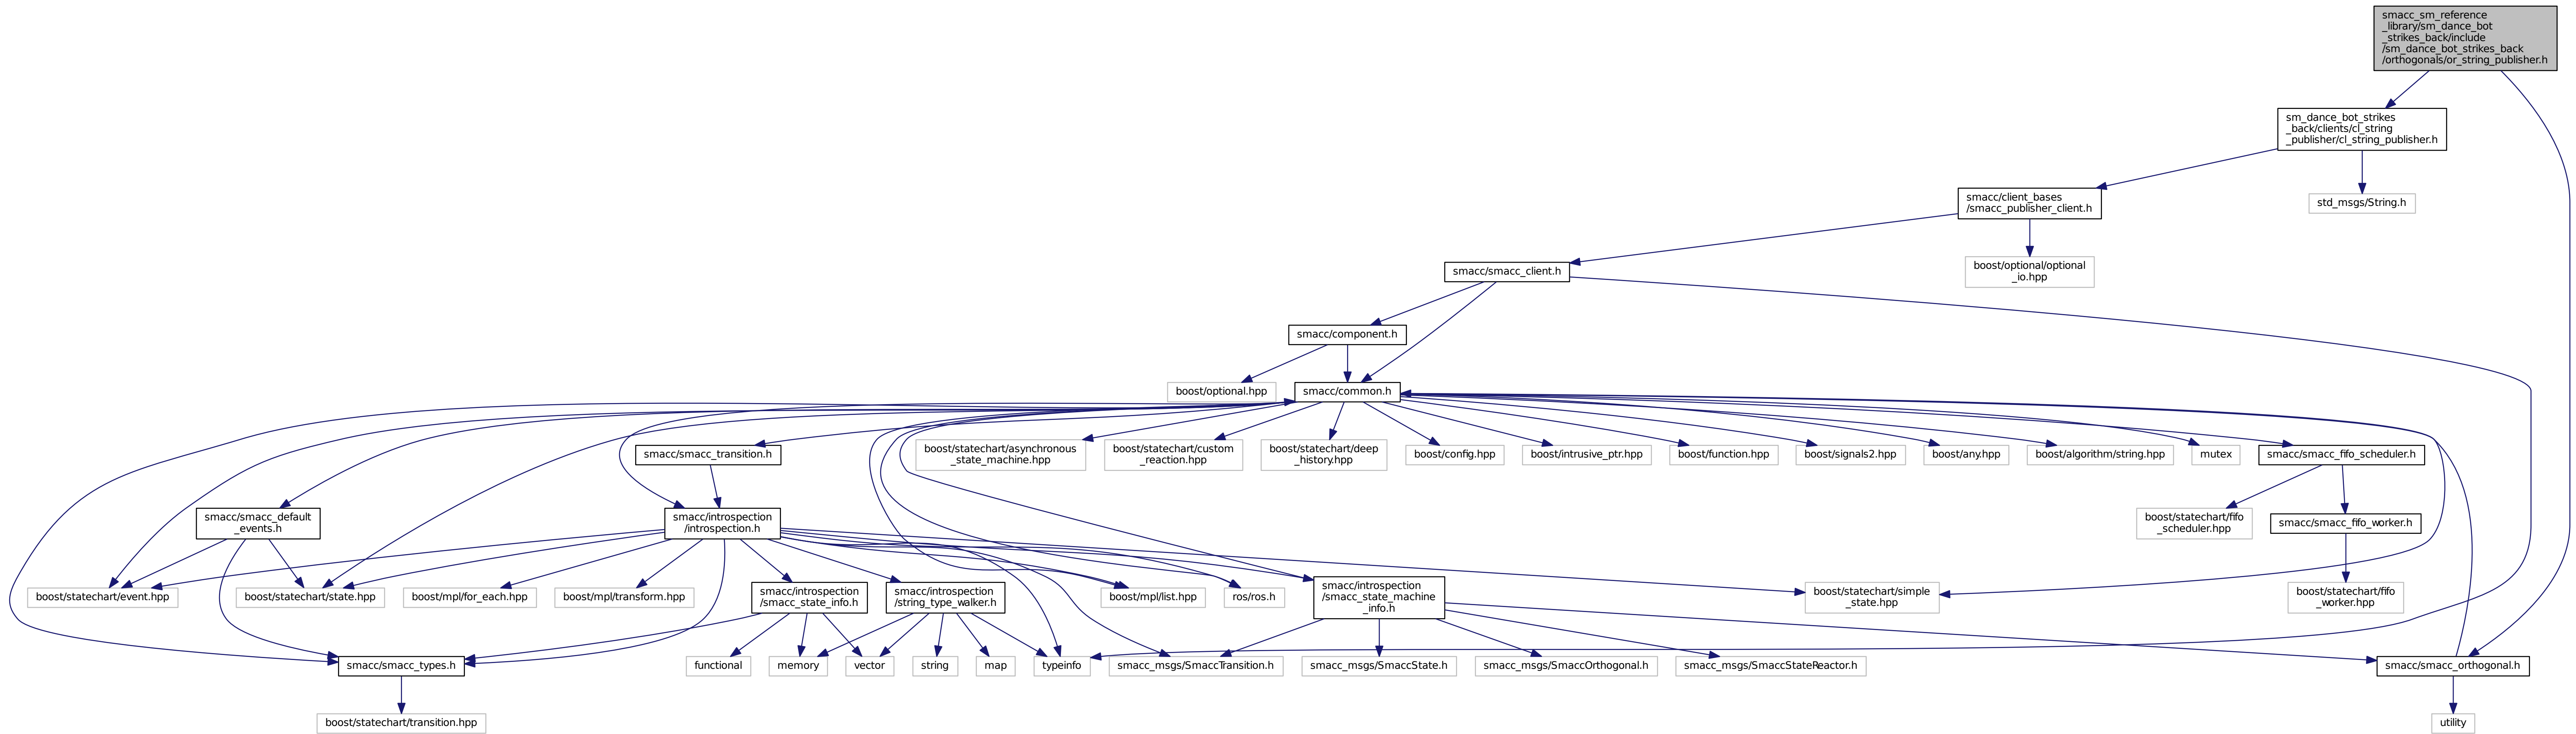 smacc_sm_reference
_library/sm_dance_bot
_strikes_back/include
/sm_dance_bot_strikes_back
/orthogonals/or_string_publisher.h
sm_dance_bot_strikes
_back/clients/cl_string
_publisher/cl_string_publisher.h
smacc/client_bases
/smacc_publisher_client.h
std_msgs/String.h
smacc/smacc_client.h
boost/optional/optional
_io.hpp
smacc/component.h
boost/optional.hpp
smacc/common.h
smacc/smacc_transition.h
boost/statechart/asynchronous
_state_machine.hpp
boost/statechart/custom
_reaction.hpp
boost/statechart/deep
_history.hpp
boost/config.hpp
boost/intrusive_ptr.hpp
boost/function.hpp
boost/signals2.hpp
boost/any.hpp
boost/algorithm/string.hpp
mutex
smacc/smacc_fifo_scheduler.h
smacc/smacc_default
_events.h
smacc/introspection
/introspection.h
boost/statechart/fifo
_scheduler.hpp
smacc/smacc_fifo_worker.h
boost/statechart/event.hpp
boost/statechart/state.hpp
boost/mpl/for_each.hpp
boost/mpl/transform.hpp
smacc/introspection
/smacc_state_info.h
smacc/introspection
/string_type_walker.h
boost/mpl/list.hpp
ros/ros.h
smacc/introspection
/smacc_state_machine
_info.h
boost/statechart/simple
_state.hpp
boost/statechart/fifo
_worker.hpp
smacc/smacc_types.h
functional
memory
vector
string
map
typeinfo
smacc_msgs/SmaccTransition.h
smacc_msgs/SmaccState.h
smacc_msgs/SmaccOrthogonal.h
smacc_msgs/SmaccStateReactor.h
smacc/smacc_orthogonal.h
boost/statechart/transition.hpp
utility